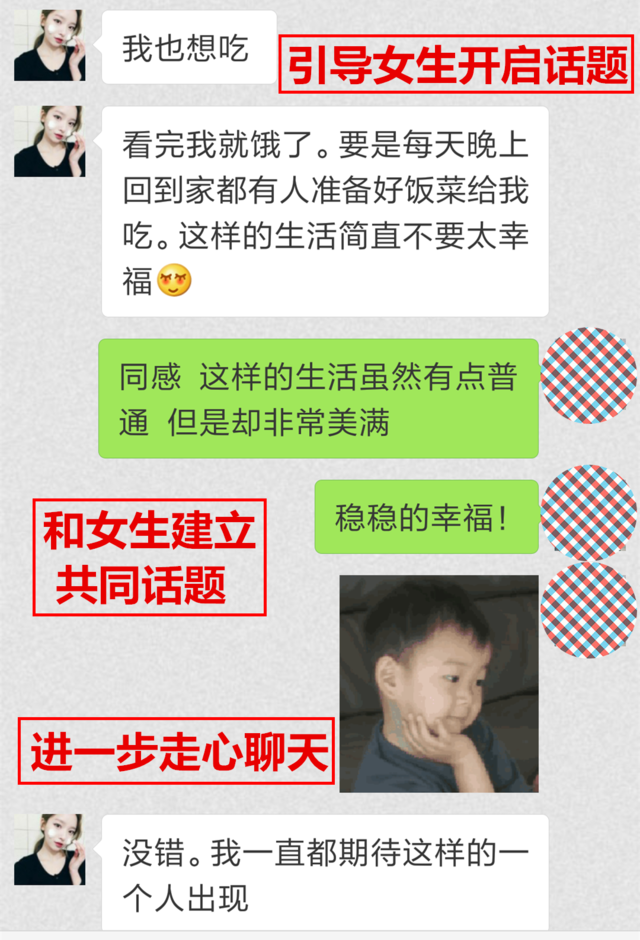 我也想吃
引导女生开启话题
看完我就饿了。要是每天晚上
回到家都有人准备好饭菜给我
吃。这样的生活简直不要太幸
福
同感 这样的生活虽然有点普
通 但是却非常美满
稳稳的幸福！
和女生建立
共同话题
进一步走心聊天
没错。我一直都期待这样的一
个人出现